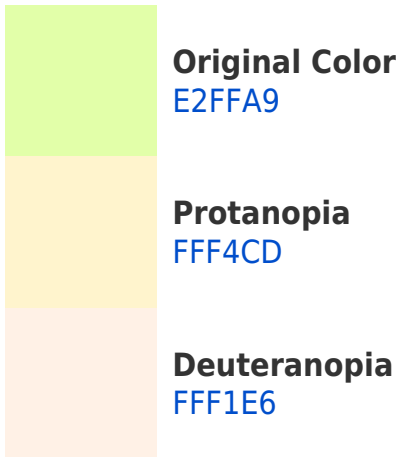 Original Color
E2FFA9
Protanopia
FFF4CD
Deuteranopia
FFF1E6